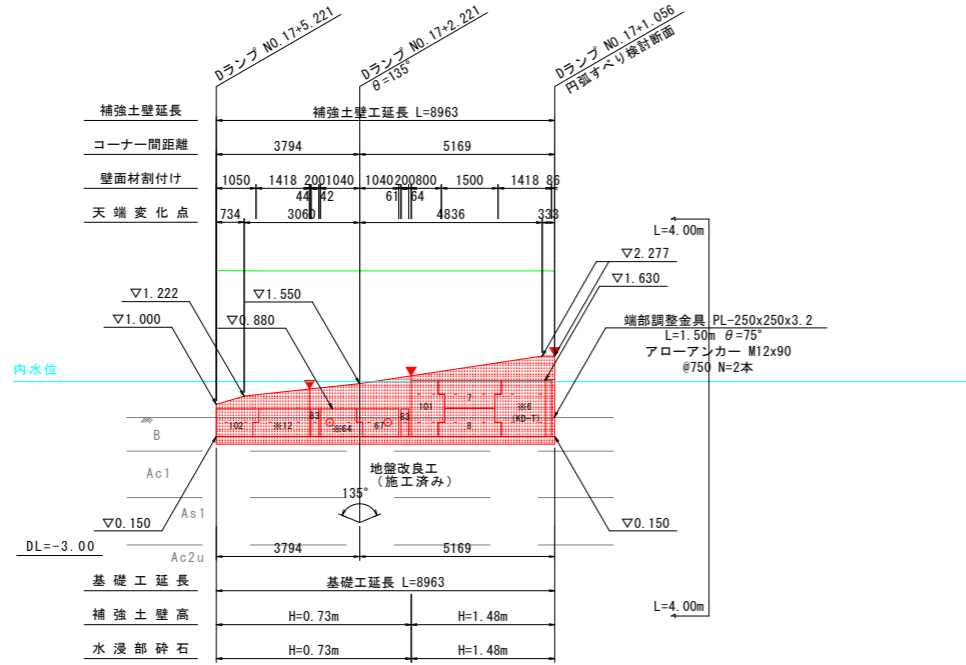 Dランプ NO.17+5.221
Dランプ NO.17+2.221
θ=135°
Dランプ NO.17+1.056
円弧すべり検討断面
補強土壁延長
補強土壁工延長 L=8963
コーナー間距離
3794
5169
壁面材割付け
1050
1418
200
1040
1040
200
800
1500
1418
86
44
42
61
64
天端変化点
734
3060
4836
333
L=4.00m
▽2.277
▽1.222
▽1.550
▽1.630
▽1.000
▽0.880
端部調整金具 PL-250x250x3.2
L=1.50m θ=75°
アローアンカー M12x90
@750 N=2本
内水位
101
7
※6
(KD-T)
102
※12
83
※64
67
83
8
B
Ac1
地盤改良工
(施工済み)
135°
As1
▽0.150
▽0.150
DL=-3.00
Ac2u
3794
5169
基礎工延長
基礎工延長 L=8963
補強土壁高
H=0.73m
H=1.48m
L=4.00m
水浸部砕石
H=0.73m
H=1.48m